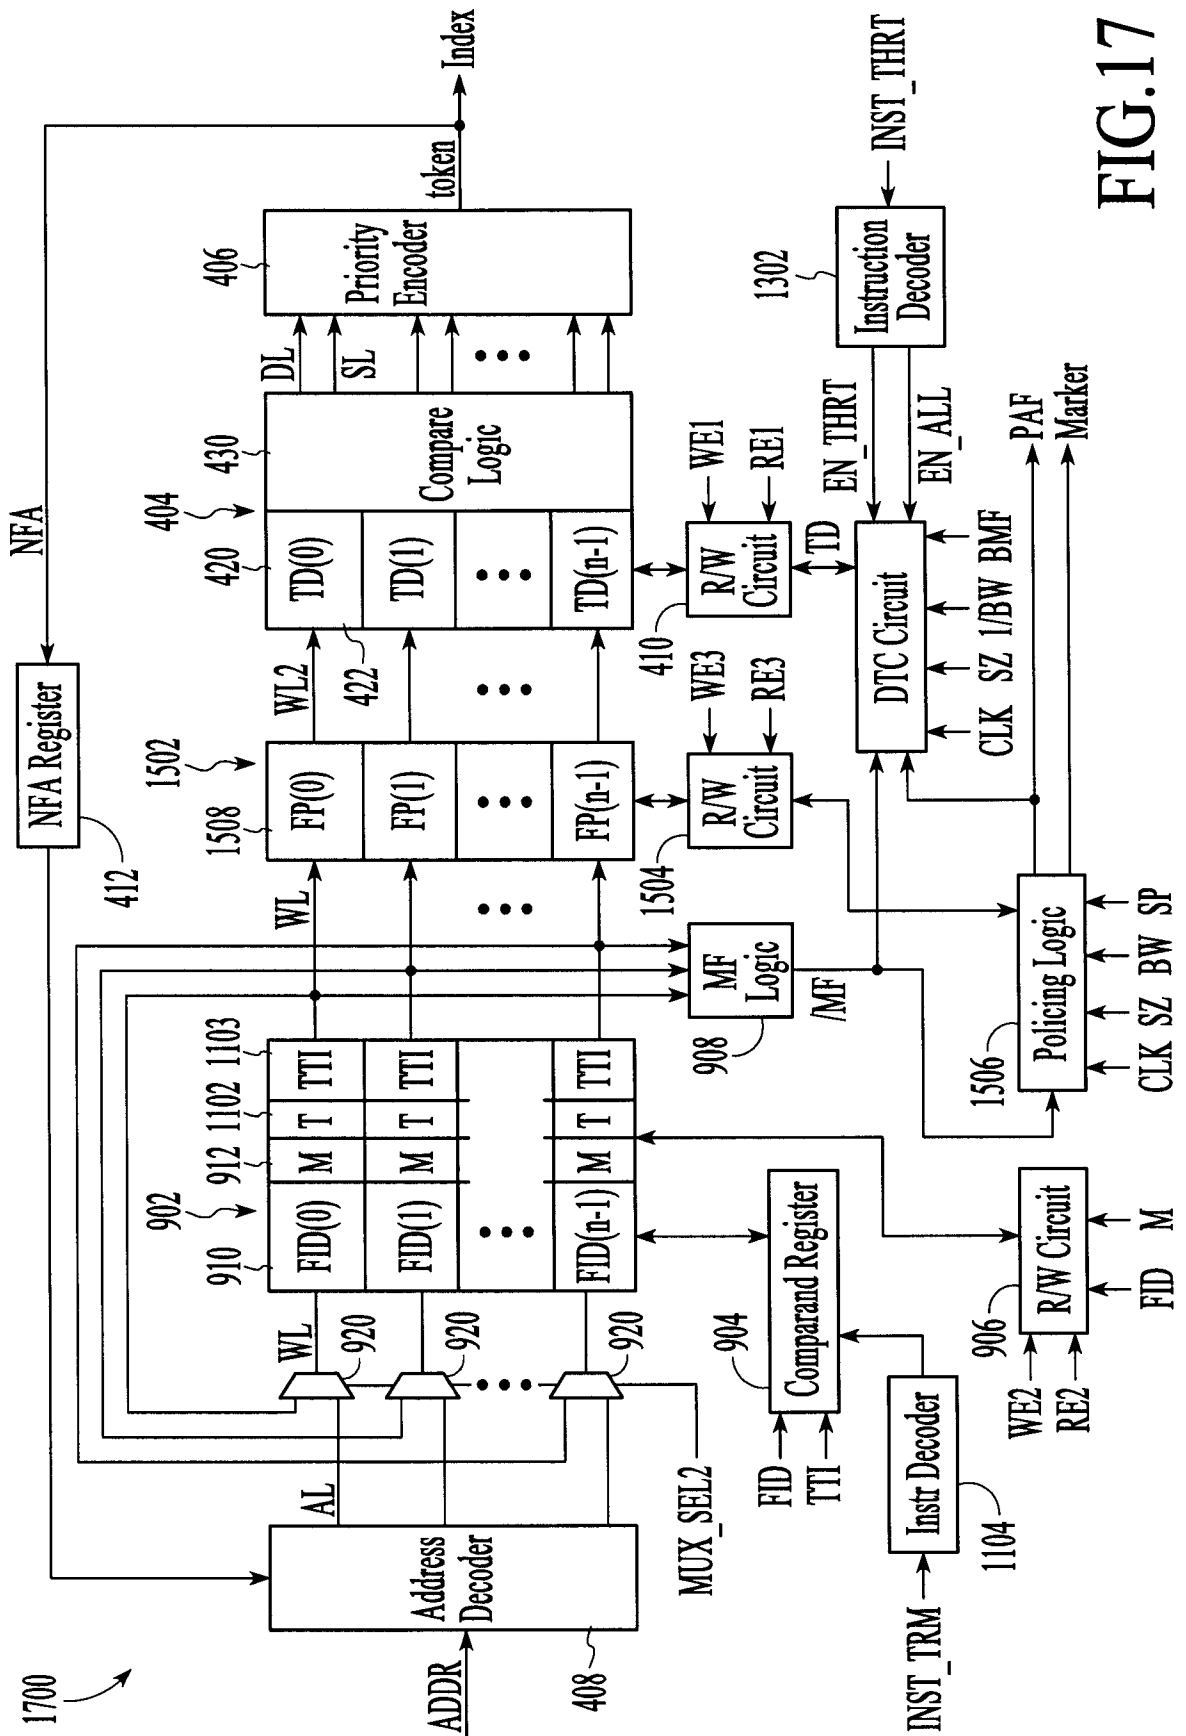 1700
NFA
NFA Register
412
ADDR
Address
Decoder
408
AL
WL
920
920
920
MUX_SEL2
902
910
912
1102
1103
FID(0)
M
T
TTI
FID(1)
M
T
TTI
FID(n-1)
M
T
TTI
WL
1502
1508
FP(0)
FP(1)
FP(n-1)
WL2
422
404
420
430
TD(0)
TD(1)
TD(n-1)
Compare
Logic
DL
SL
406
Priority
Encoder
token
Index
MF
Logic
908
/MF
R/W
Circuit
1504
WE3
RE3
R/W
Circuit
410
WE1
RE1
TD
FID
TTI
904
Comparand Register
INST_TRM
Instr Decoder
1104
WE2
RE2
906
R/W Circuit
FID
M
1506
Policing Logic
CLK
SZ
BW
SP
DTC Circuit
CLK
SZ
1/BW
BMF
EN_THRT
EN_ALL
1302
Instruction
Decoder
INST_THRT
PAF
Marker
FIG.17